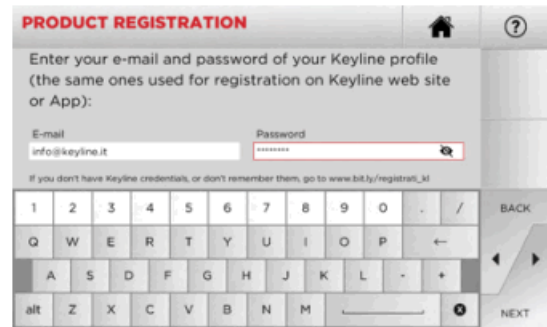 PRODUCT REGISTRATION
?
Enter your e-mail and password of your Keyline profile
(the same ones used for registration on Keyline web site
or App):
E-mail
Password
info@keyline.it
********
If you don't have Keyline credentials, or don't remember them, go to www.bit.ly/registrati_kl
1 2 3 4 5 6 7 8 9 0 . /
BACK
Q W E R T Y U I O P ←
A S D F G H J K L - +
alt Z X C V B N M
NEXT